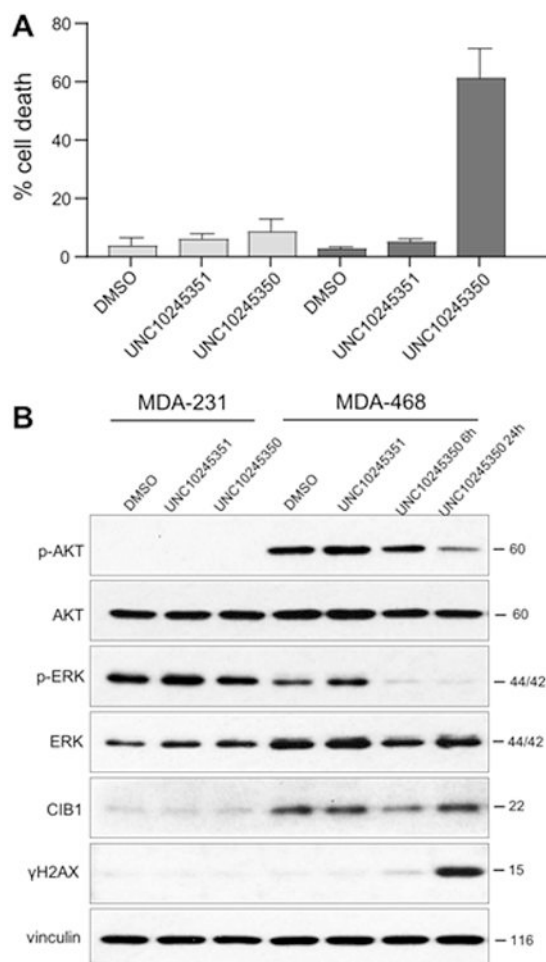 A
% cell death
80
60
40
20
0
DMSO
UNC10245351
UNC10245350
DMSO
UNC10245351
UNC10245350
B
MDA-231
MDA-468
DMSO
UNC10245351
UNC10245350
DMSO
UNC10245351
UNC10245350 6h
UNC10245350 24h
p-AKT
60
AKT
60
p-ERK
44/42
ERK
44/42
CIB1
22
γH2AX
15
vinculin
116